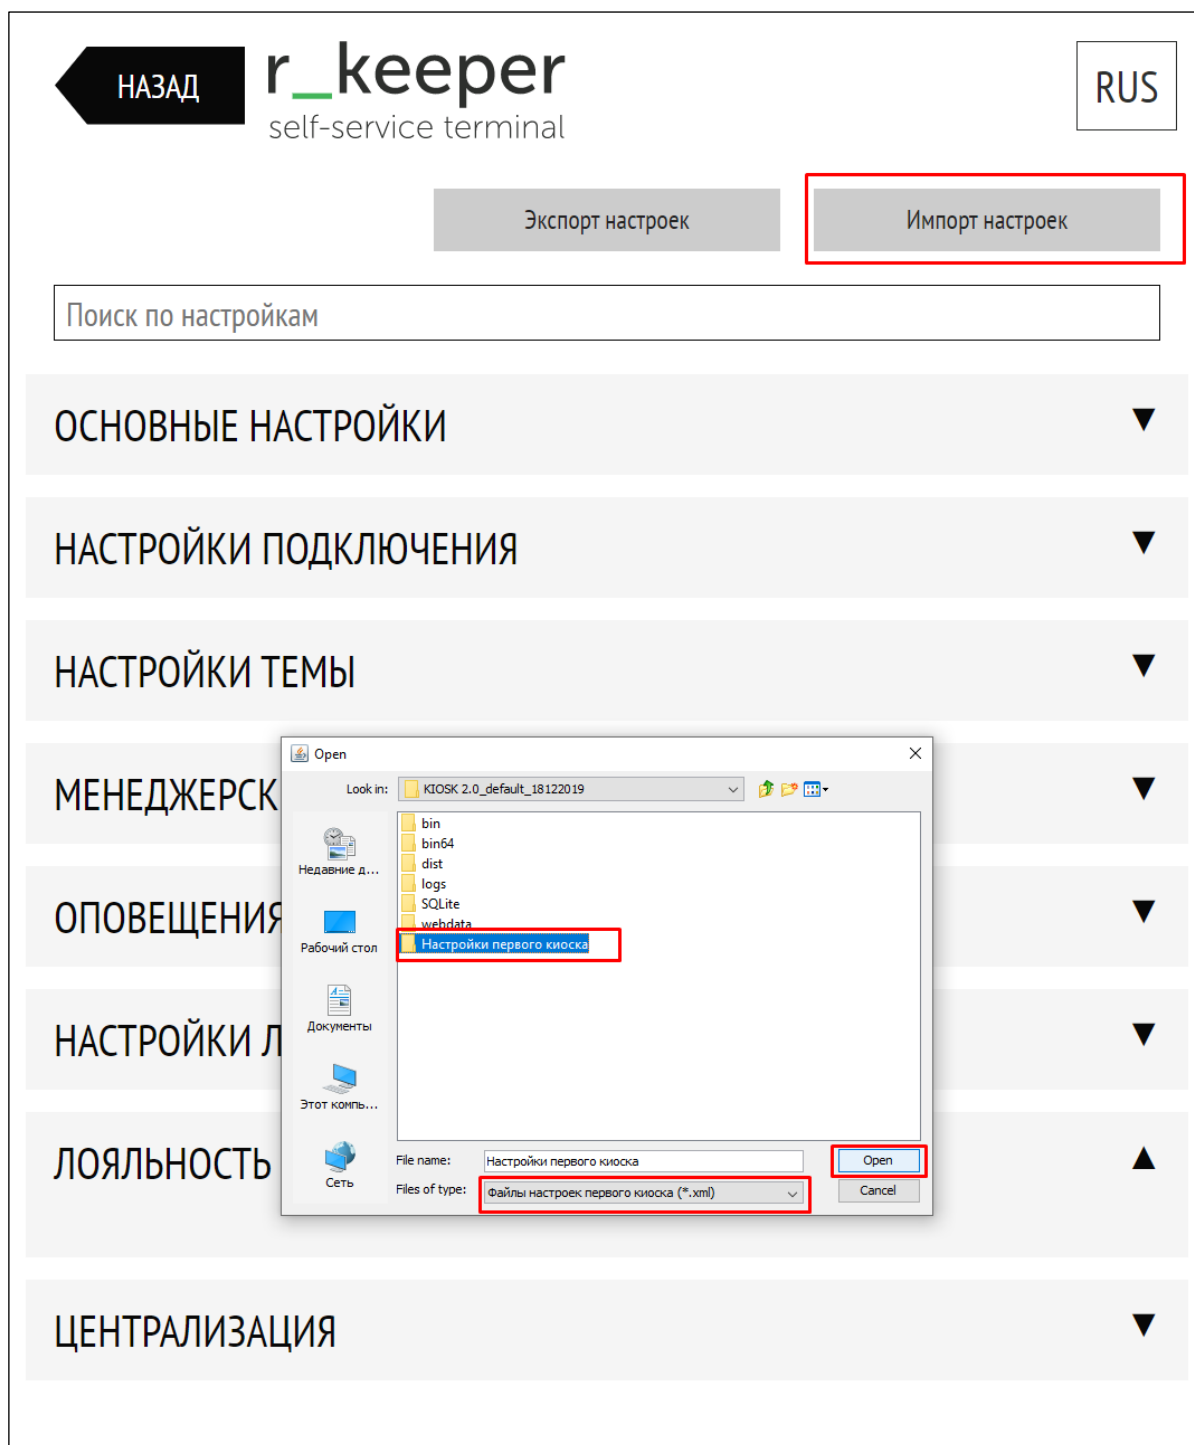 НАЗАД
r_keeper
self-service terminal
RUS
Экспорт настроек
Импорт настроек
Поиск по настройкам
ОСНОВНЫЕ НАСТРОЙКИ
НАСТРОЙКИ ПОДКЛЮЧЕНИЯ
НАСТРОЙКИ ТЕМЫ
МЕНЕДЖЕРСК
ОПОВЕЩЕНИЯ
НАСТРОЙКИ Л
ЛОЯЛЬНОСТЬ
ЦЕНТРАЛИЗАЦИЯ
Open
Look in:
KIOSK 2.0_default_18122019
Недавние д...
Рабочий стол
Документы
Этот компь...
Сеть
bin
bin64
dist
logs
SQLite
webdata
Настройки первого киоска
File name:
Настройки первого киоска
Open
Files of type:
Файлы настроек первого киоска (*.xml)
Cancel